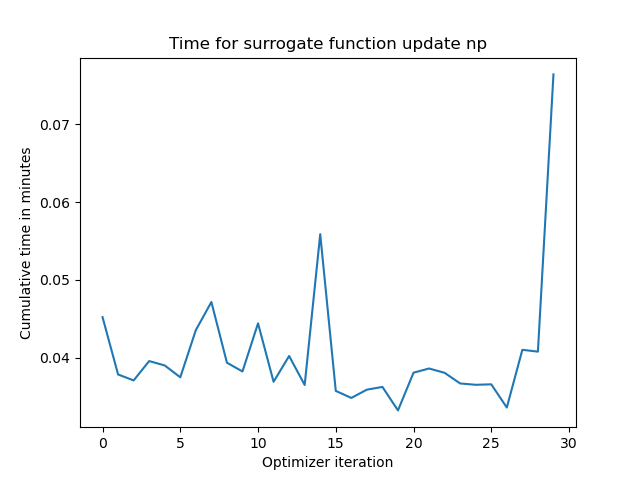 Time for surrogate function update np
Cumulative time in minutes
0.07
0.06
0.05
0.04
0 5 10 15 20 25 30
Optimizer iteration